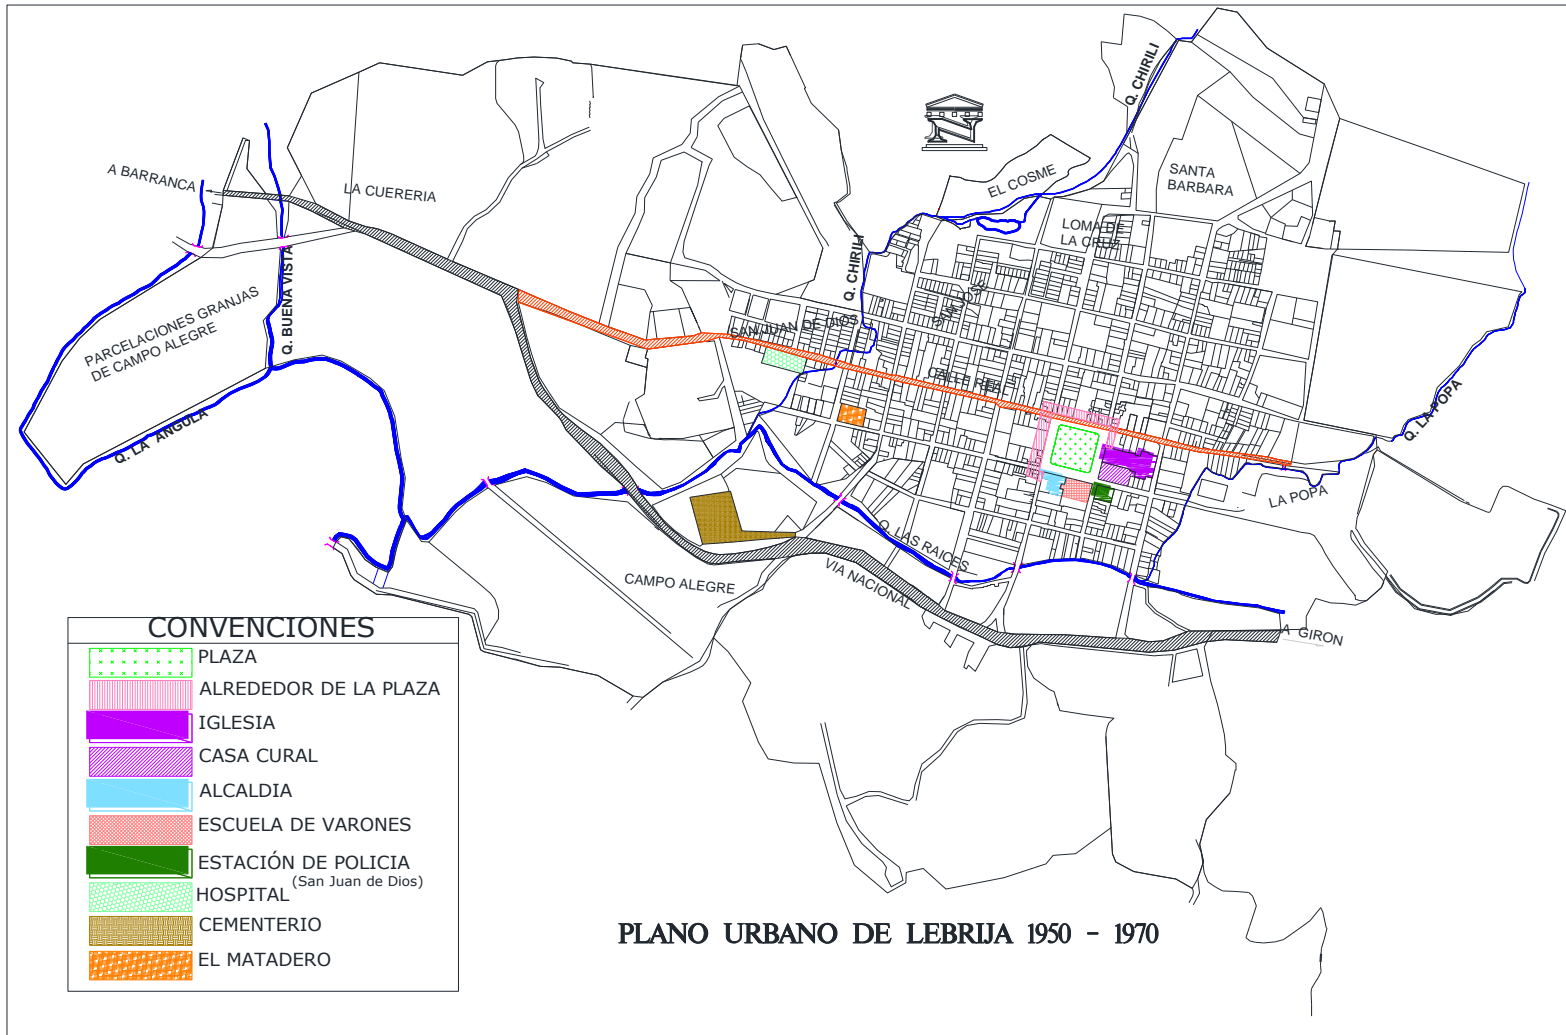 Q. CHIRILI
A BARRANCA
LA CUERERIA
EL COSME
SANTA
BARBARA
LOMA DE
LA CRUZ
Q. BUENA VISTA
Q. CHIRILI
PARCELACIONES GRANJAS
DE CAMPO ALEGRE
SAN JOSE
SAN JUAN DE DIOS
CALLE REAL
Q. LA ANGULA
Q. LA POPA
LA POPA
Q. LAS RAICES
VIA NACIONAL
CAMPO ALEGRE
A GIRON
CONVENCIONES
PLAZA
ALREDEDOR DE LA PLAZA
IGLESIA
CASA CURAL
ALCALDIA
ESCUELA DE VARONES
ESTACIÓN DE POLICIA
HOSPITAL (San Juan de Dios)
CEMENTERIO
EL MATADERO
PLANO URBANO DE LEBRIJA 1950 - 1970